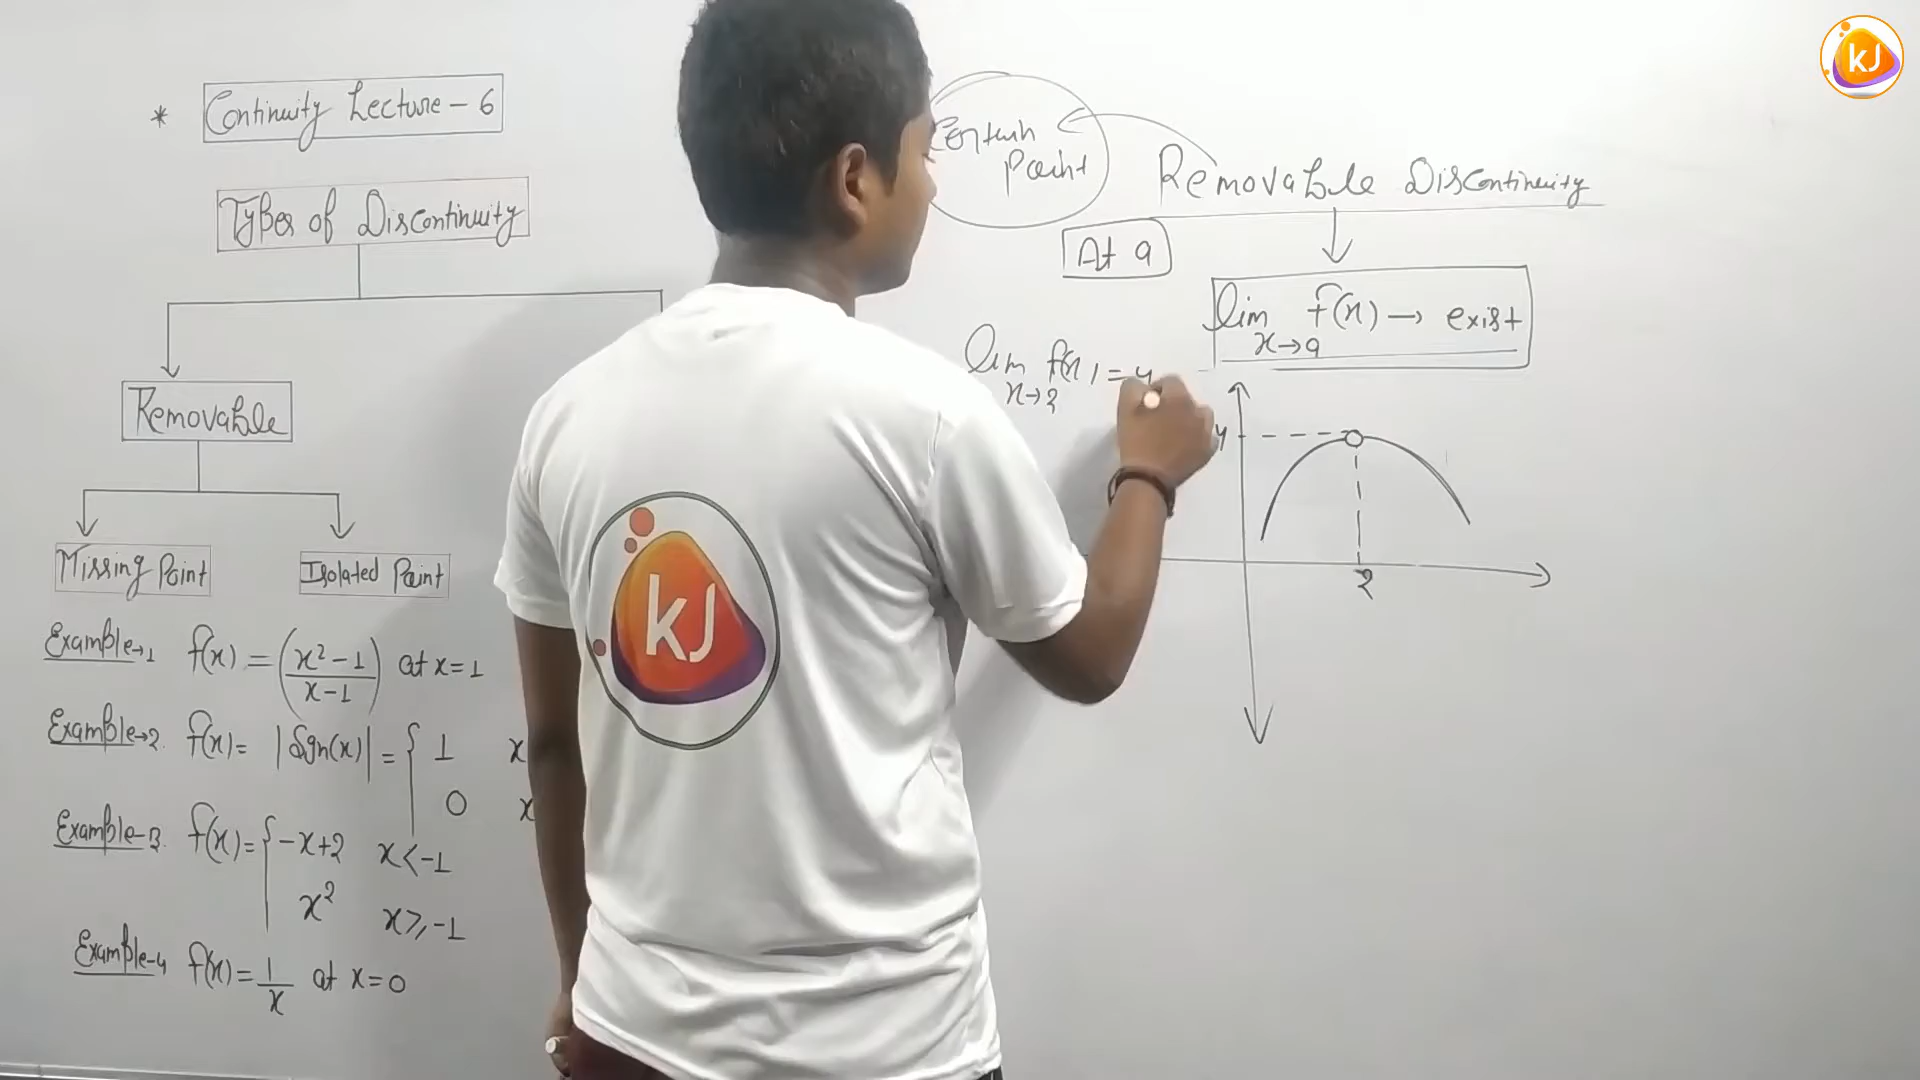 * Continuity Lecture - 6
Types of Discontinuity
Removable
Missing Point
Isolated Point
Example→1 f(x) = (x²-1 / x-1) at x=1
Example→2. f(x) = |Sgn(x)| = { 1 x
0 x
Example-3. f(x) = { -x+2 x<-1
x² x≥-1
Example-4 f(x) = 1/x at x=0
Point
Removable Discontinuity
At a
lim f(x) → exist
x→a
lim f(x) = 4
x→2
4
2
kJ
kJ